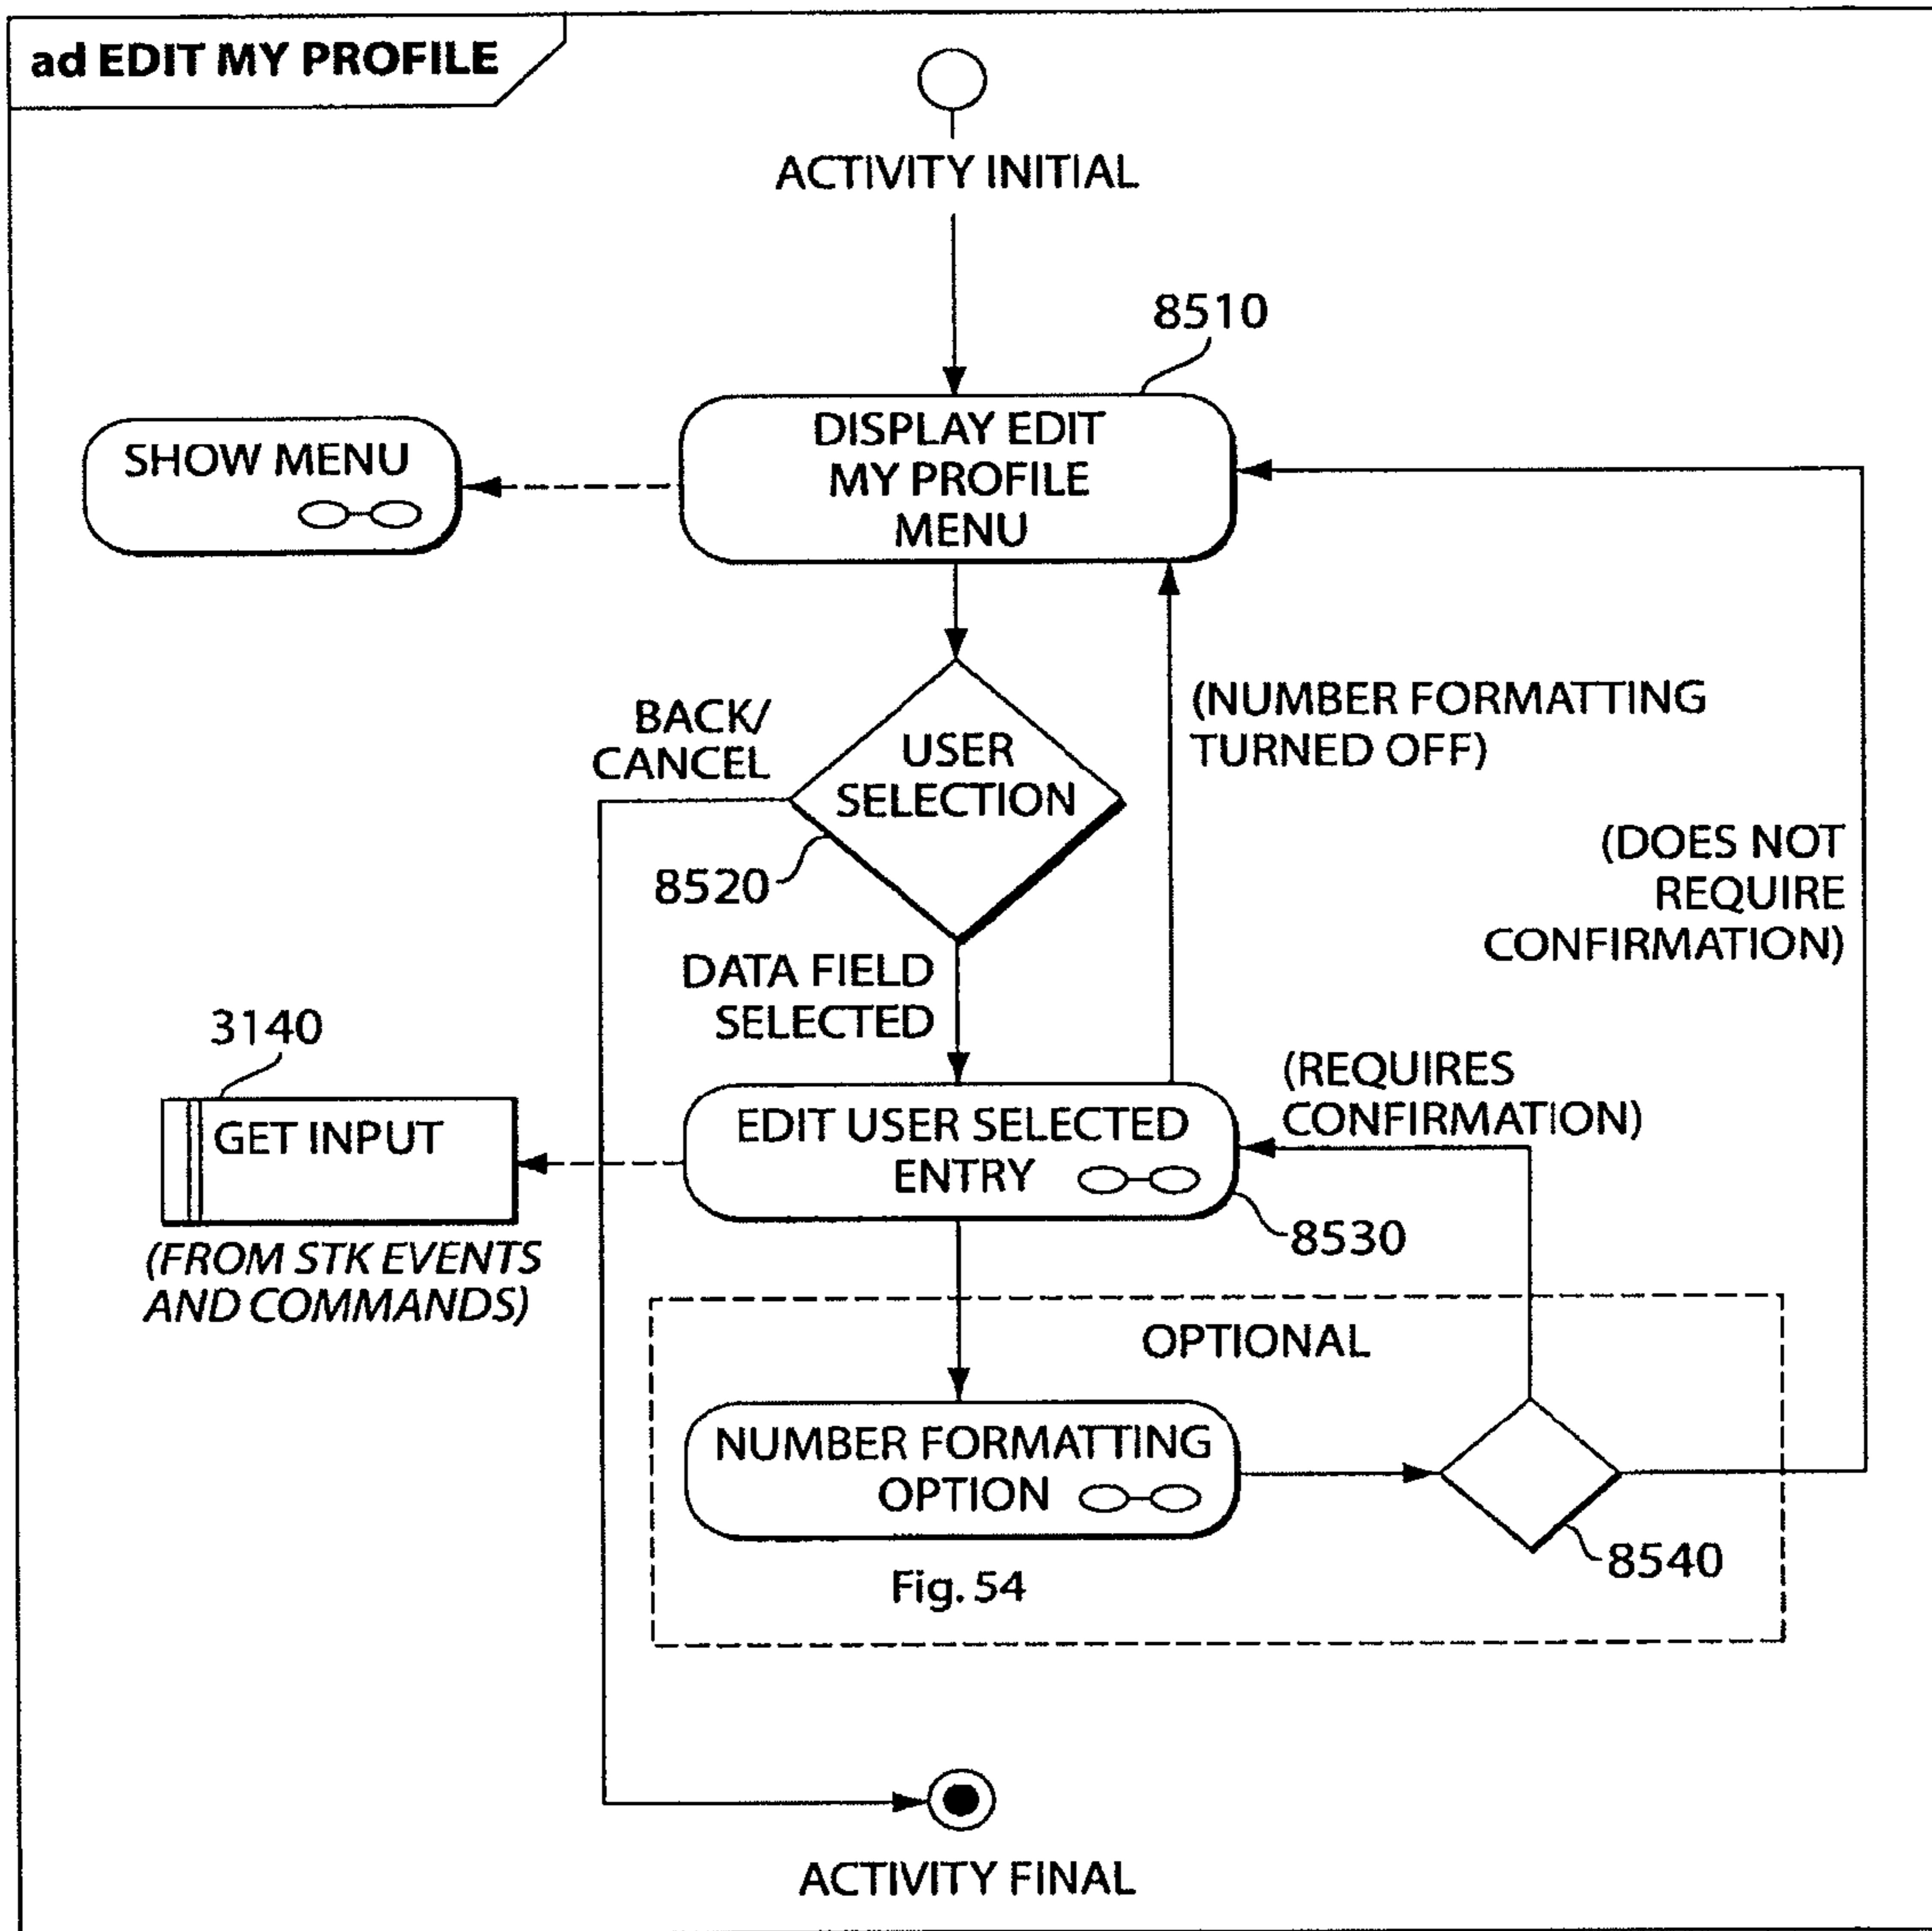 ad EDIT MY PROFILE
ACTIVITY INITIAL
8510
DISPLAY EDIT
MY PROFILE
MENU
SHOW MENU
BACK/
CANCEL
USER
SELECTION
8520
(NUMBER FORMATTING
TURNED OFF)
(DOES NOT
REQUIRE
CONFIRMATION)
DATA FIELD
SELECTED
3140
GET INPUT
(FROM STK EVENTS
AND COMMANDS)
EDIT USER SELECTED
ENTRY
8530
(REQUIRES
CONFIRMATION)
OPTIONAL
NUMBER FORMATTING
OPTION
Fig. 54
8540
ACTIVITY FINAL